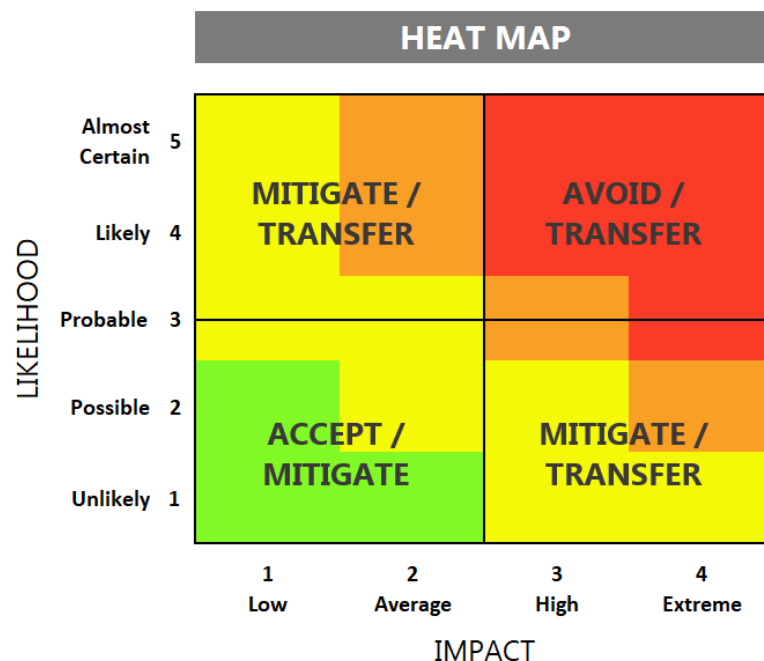 HEAT MAP
Almost
Certain 5
MITIGATE /
TRANSFER
AVOID /
TRANSFER
Likely 4
LIKELIHOOD
Probable 3
Possible 2
ACCEPT /
MITIGATE
MITIGATE /
TRANSFER
Unlikely 1
1 2 3 4
Low Average High Extreme
IMPACT